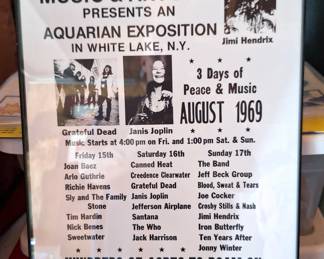 MUSIC &
PRESENTS AN
AQUARIAN EXPOSITION
IN WHITE LAKE, N.Y.
Jimi Hendrix
3 Days of
Peace & Music
AUGUST 1969
Grateful Dead Janis Joplin
Music Starts at 4:00 pm on Fri. and 1:00 pm Sat. & Sun.
Friday 15th Saturday 16th Sunday 17th
Joan Baez Canned Heat The Band
Arlo Guthrie Creedence Clearwater Jeff Beck Group
Richie Havens Grateful Dead Blood, Sweat & Tears
Sly and The Family Janis Joplin Joe Cocker
Stone Jefferson Airplane Crosby Stills & Nash
Tim Hardin Santana Jimi Hendrix
Nick Benes The Who Iron Butterfly
Sweetwater Jack Harrison Ten Years After
Jonny Winter